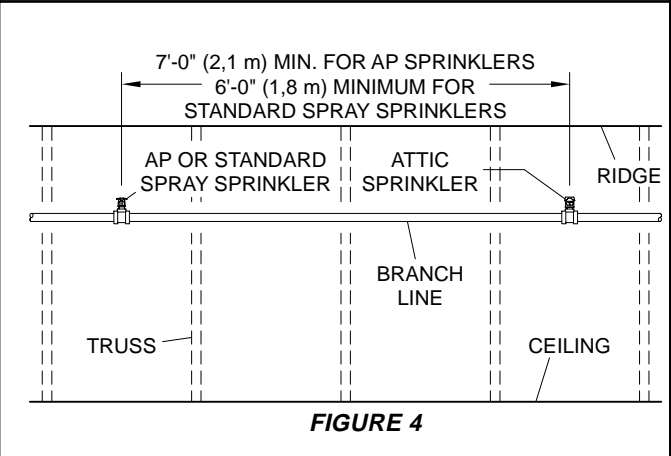 7'-0" (2,1 m) MIN. FOR AP SPRINKLERS
6'-0" (1,8 m) MINIMUM FOR
STANDARD SPRAY SPRINKLERS
AP OR STANDARD
SPRAY SPRINKLER
ATTIC
SPRINKLER
RIDGE
BRANCH
LINE
TRUSS
CEILING
FIGURE 4